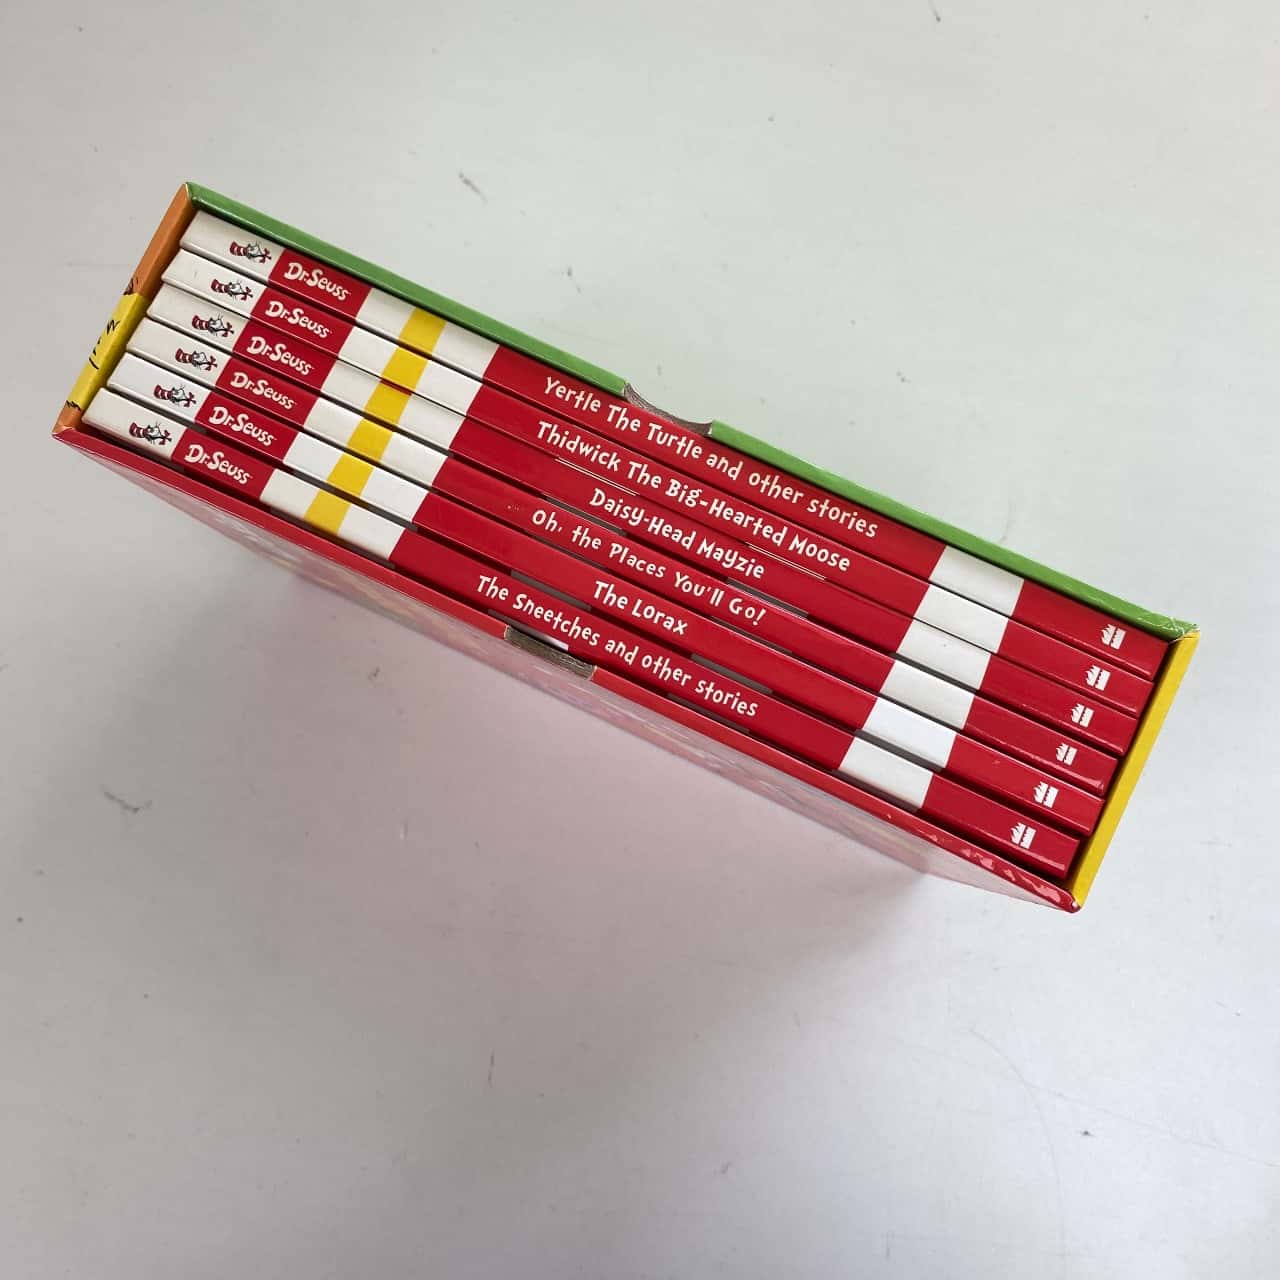 Dr. Seuss Yertle The Turtle and other stories
Dr. Seuss Thidwick The Big-Hearted Moose
Dr. Seuss Daisy-Head Mayzie
Dr. Seuss Oh, the Places You'll Go!
Dr. Seuss The Lorax
Dr. Seuss The Sneetches and other stories